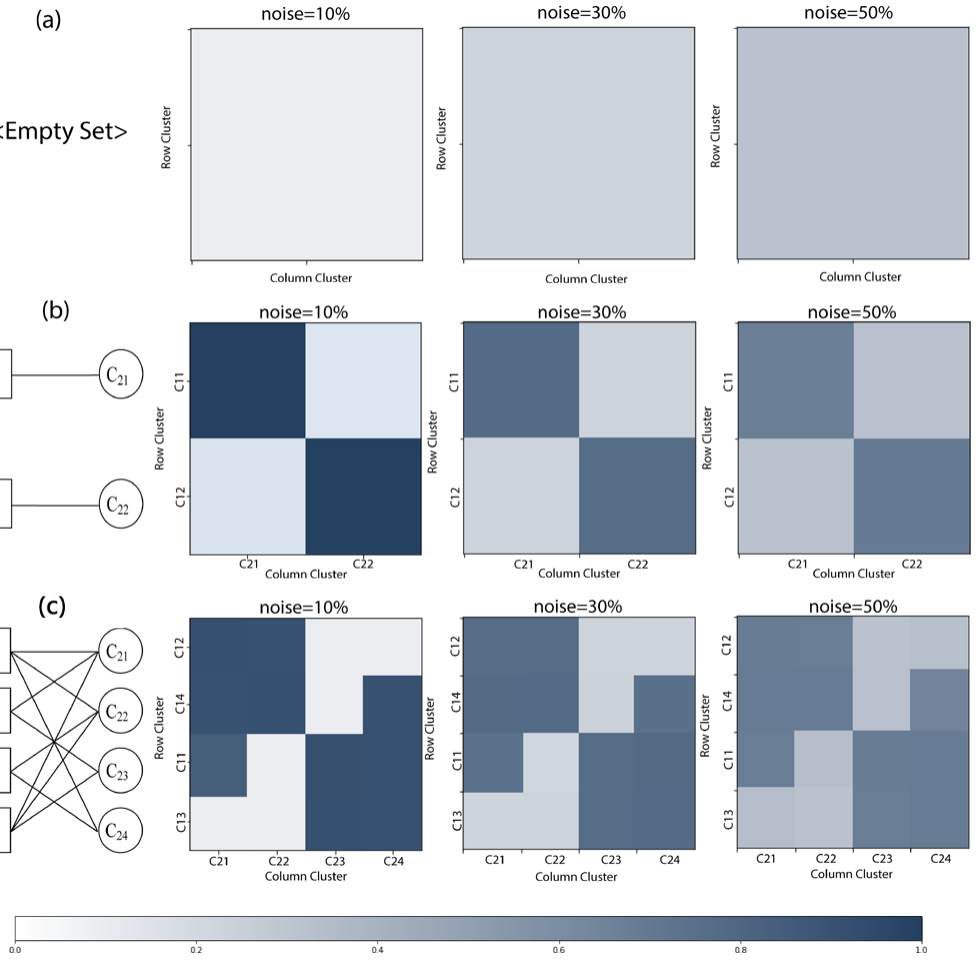 (a)
noise=10%
noise=30%
noise=50%
<Empty Set>
Row Cluster
Row Cluster
Row Cluster
Column Cluster
Column Cluster
Column Cluster
(b)
noise=10%
noise=30%
noise=50%
C21
C22
C11
C12
Row Cluster
C11
C12
Row Cluster
C11
C12
Row Cluster
C21 C22
Column Cluster
C21 C22
Column Cluster
C21 C22
Column Cluster
(c)
noise=10%
noise=30%
noise=50%
C21
C22
C23
C24
C12
C14
C11
C13
Row Cluster
C12
C14
C11
C13
Row Cluster
C12
C14
C11
C13
Row Cluster
C21 C22 C23 C24
Column Cluster
C21 C22 C23 C24
Column Cluster
C21 C22 C23 C24
Column Cluster
0.0 0.2 0.4 0.6 0.8 1.0